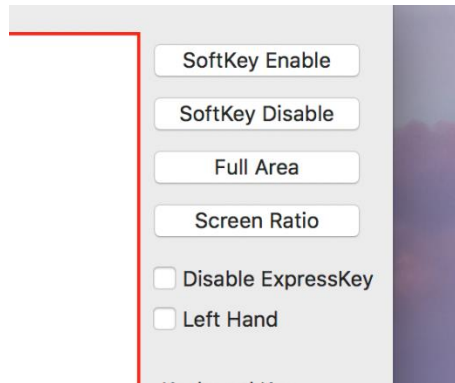 SoftKey Enable
SoftKey Disable
Full Area
Screen Ratio
Disable ExpressKey
Left Hand